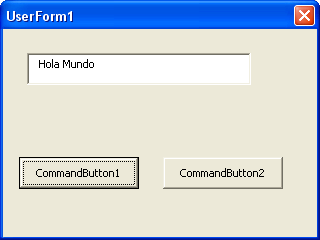 UserForm1
Hola Mundo
CommandButton1 CommandButton2